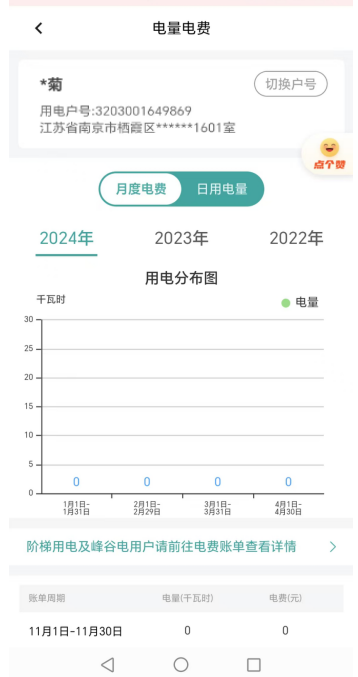 电量电费
*菊
切换户号
用电户号:3203001649869
江苏省南京市栖霞区******1601室
点个赞
月度电费
日用电量
2024年 2023年 2022年
用电分布图
千瓦时
电量
30
25
20
15
10
5
0
0 0 0 0
1月1日- 2月1日- 3月1日- 4月1日-
1月31日 2月29日 3月31日 4月30日
阶梯用电及峰谷电用户请前往电费账单查看详情
账单周期 电量(千瓦时) 电费(元)
11月1日-11月30日 0 0